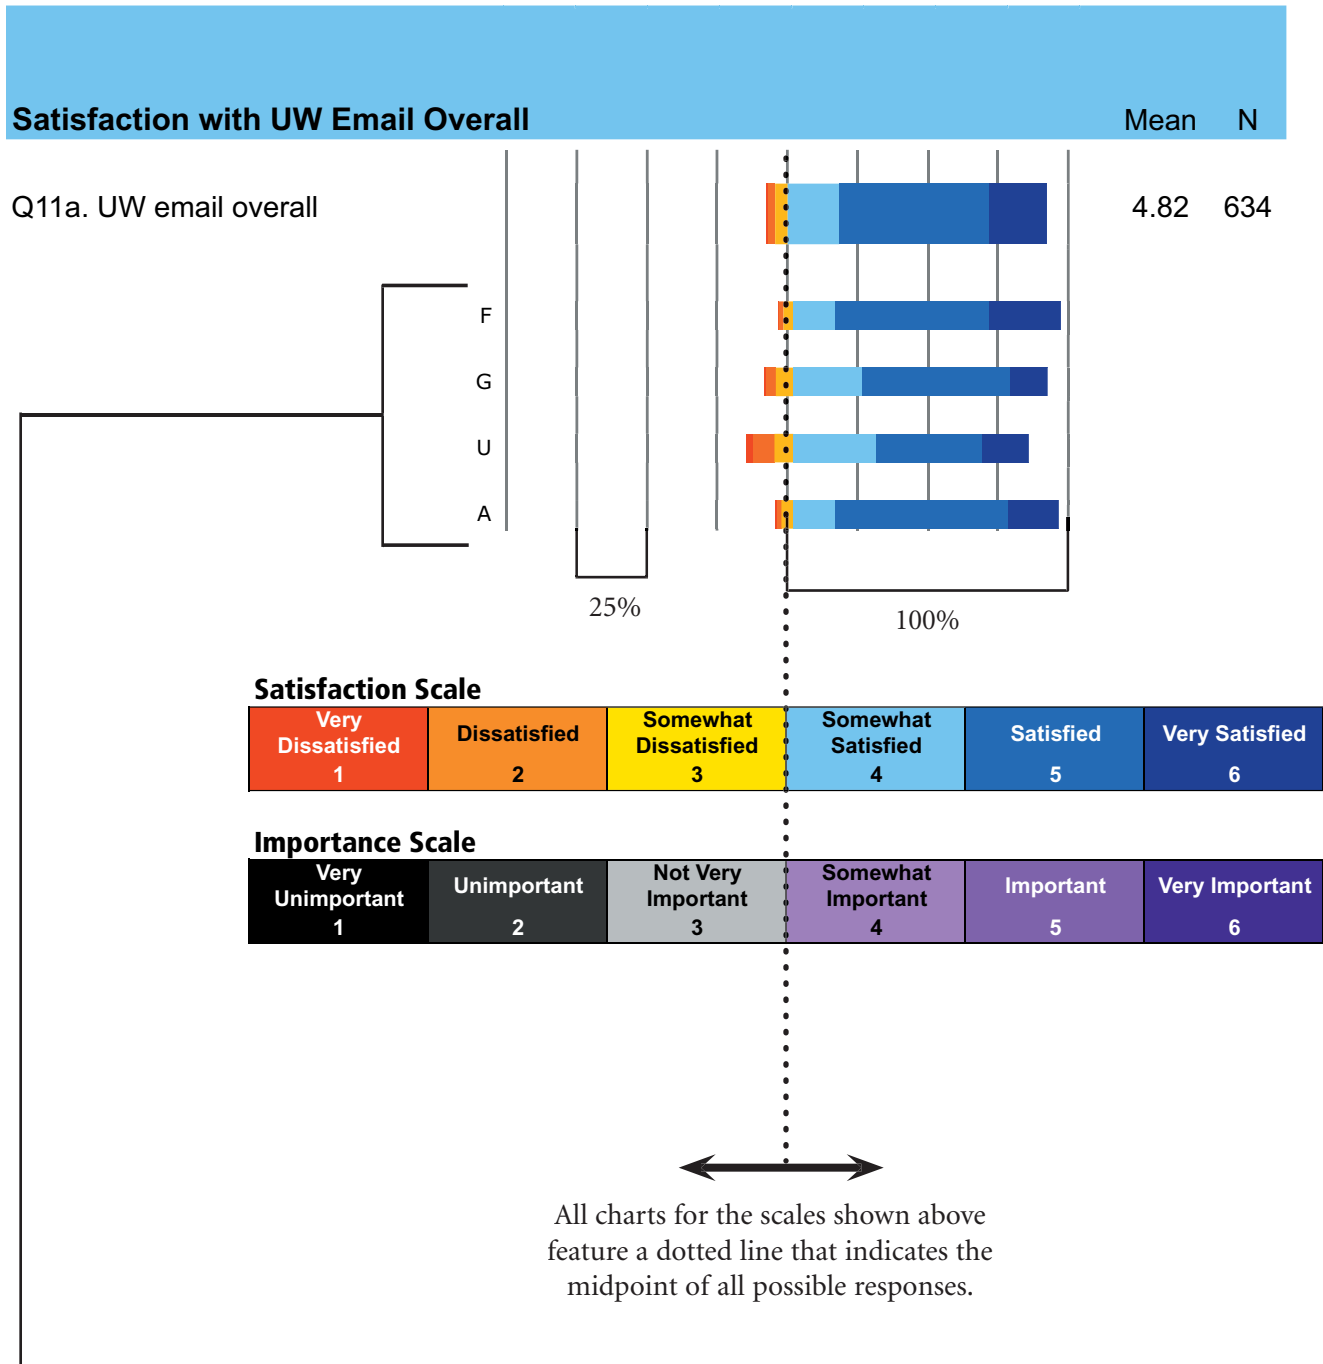 Satisfaction with UW Email Overall Mean N
Q11a. UW email overall 4.82 634
F
G
U
A
25%
100%
Satisfaction Scale
Very Dissatisfied 1
Dissatisfied 2
Somewhat Dissatisfied 3
Somewhat Satisfied 4
Satisfied 5
Very Satisfied 6
Importance Scale
Very Unimportant 1
Unimportant 2
Not Very Important 3
Somewhat Important 4
Important 5
Very Important 6
All charts for the scales shown above
feature a dotted line that indicates the
midpoint of all possible responses.